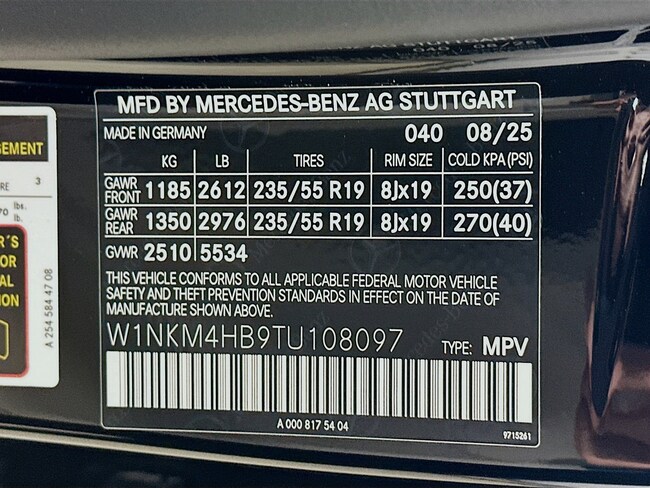 MFD BY MERCEDES-BENZ AG STUTTGART
MADE IN GERMANY 040 08/25
KG LB TIRES RIM SIZE COLD KPA (PSI)
GAWR FRONT 1185 2612 235/55 R19 8Jx19 250(37)
GAWR REAR 1350 2976 235/55 R19 8Jx19 270(40)
GVWR 2510 5534
THIS VEHICLE CONFORMS TO ALL APPLICABLE FEDERAL MOTOR VEHICLE
SAFETY AND THEFT PREVENTION STANDARDS IN EFFECT ON THE DATE OF
MANUFACTURE SHOWN ABOVE.
W1NKM4HB9TU108097 TYPE: MPV
A 000 817 54 04
9715261
3
lbs.
lb.
A 254 584 47 08